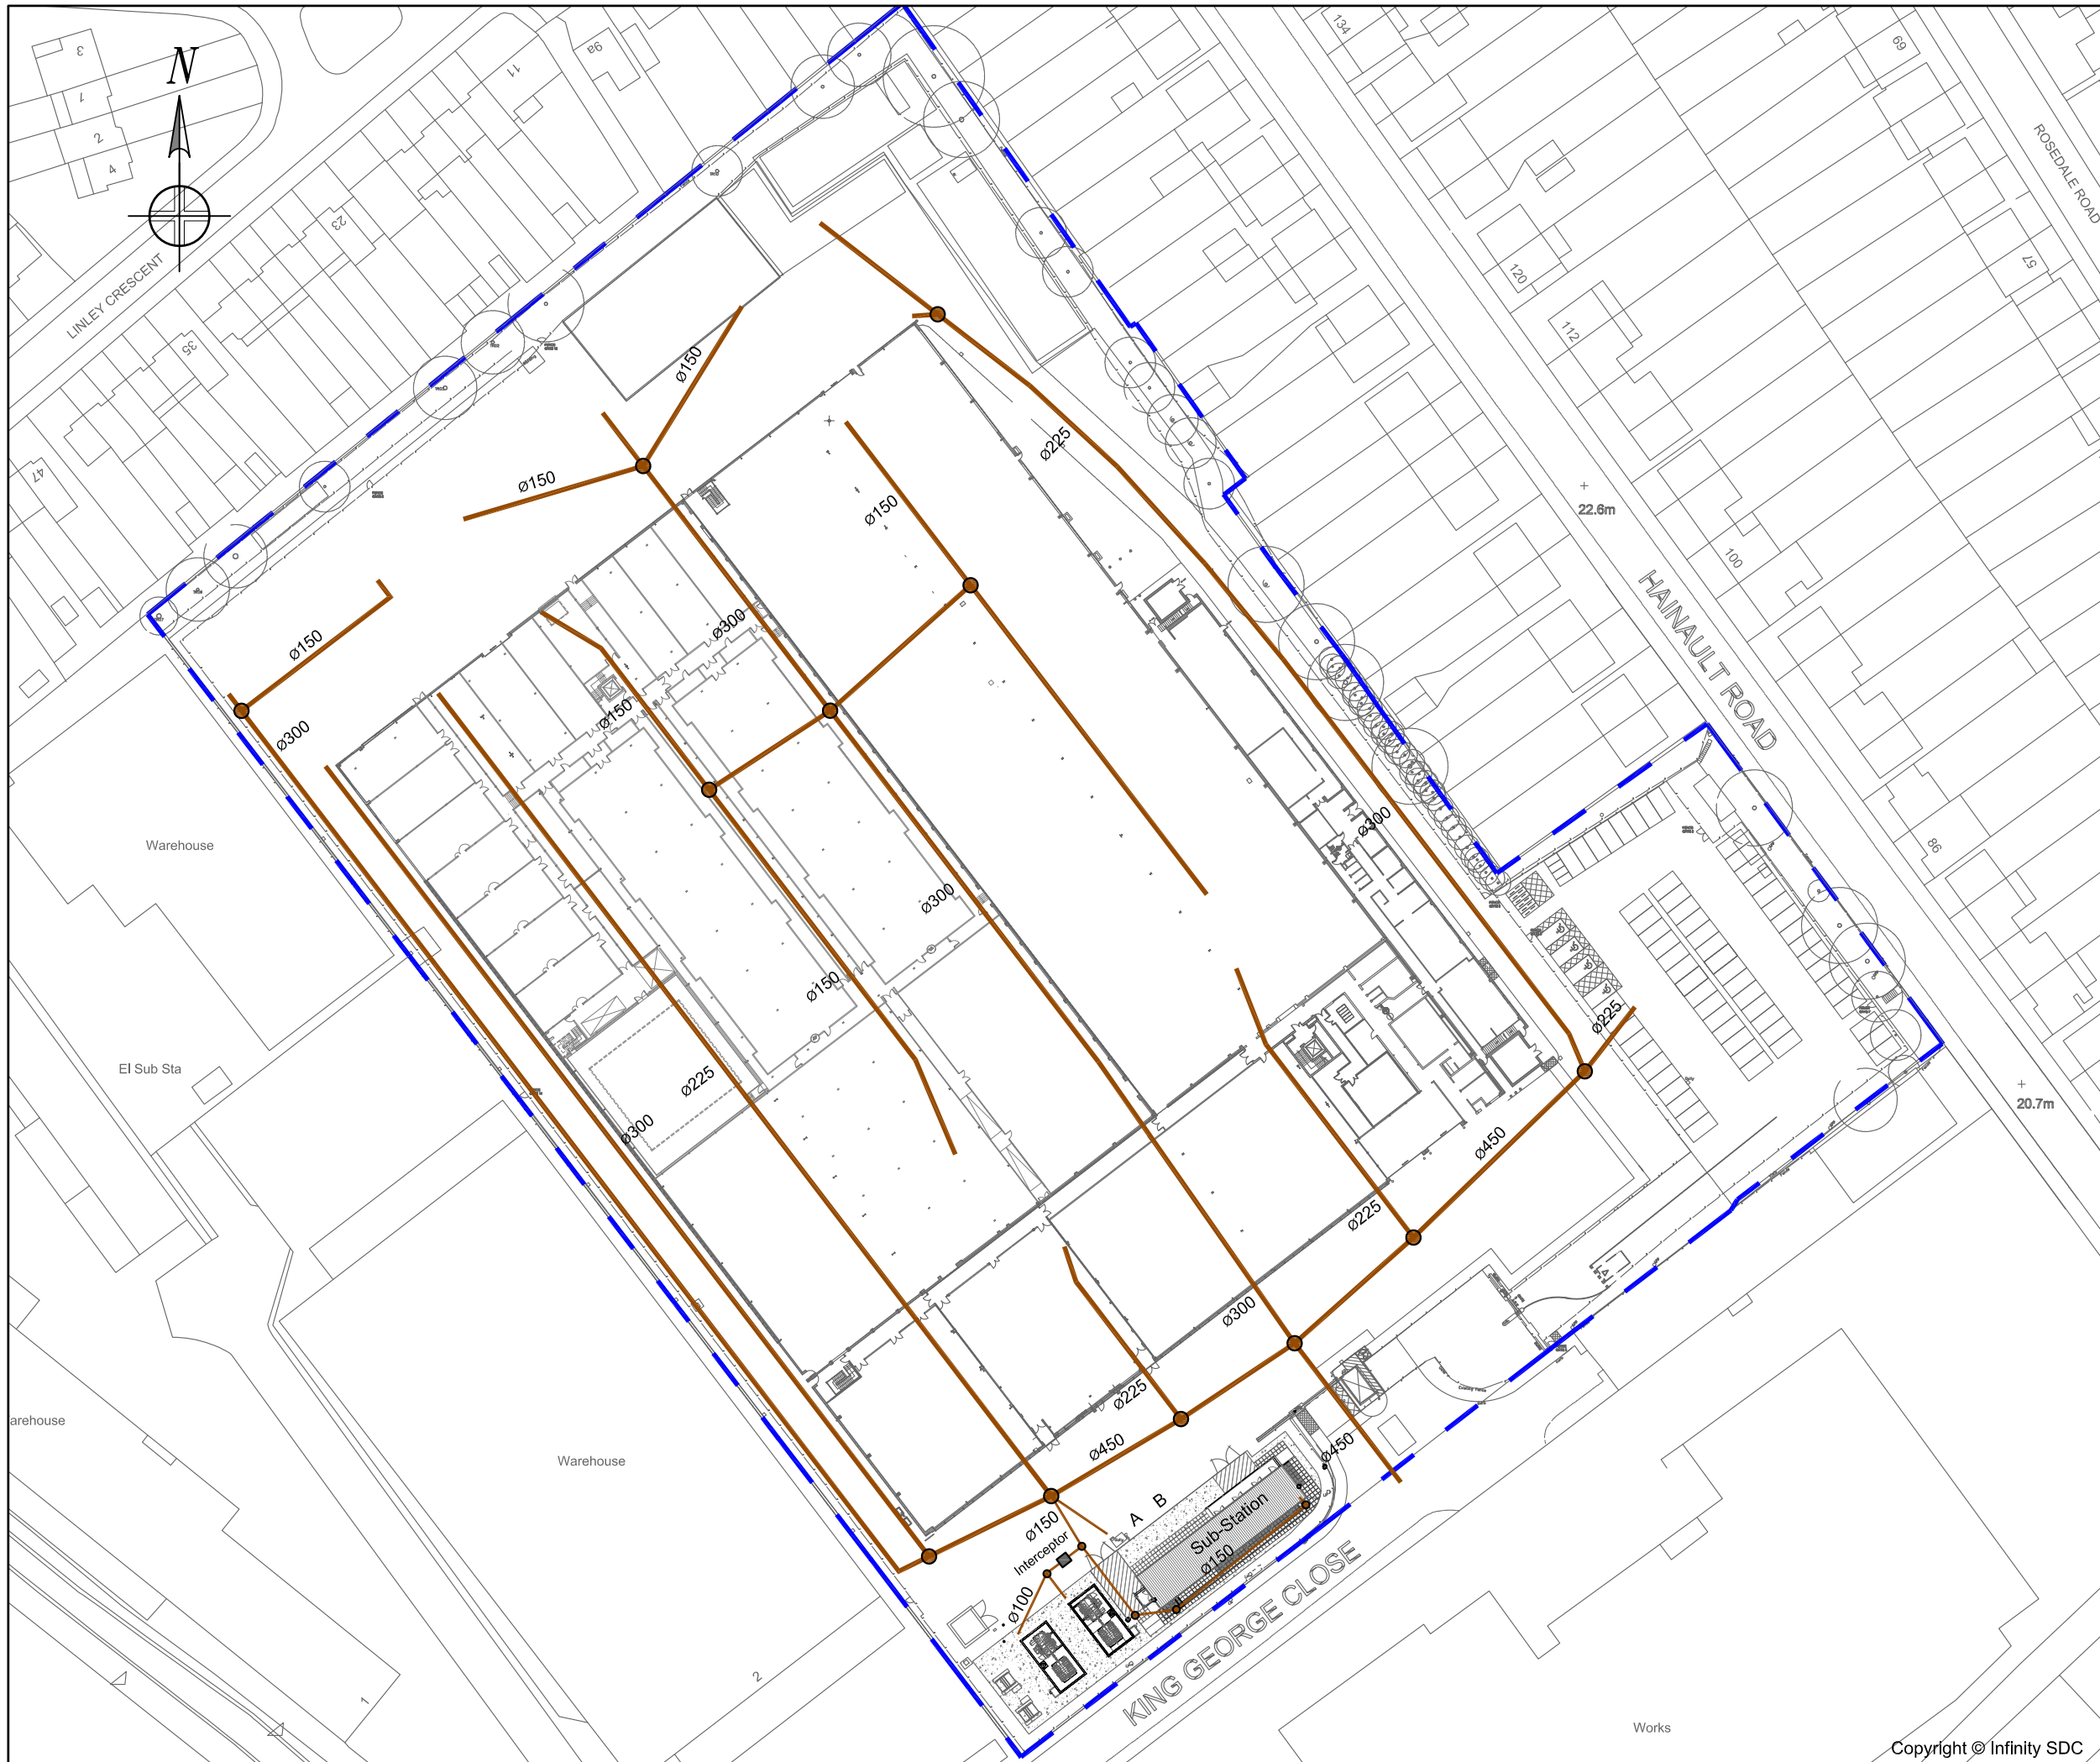 N
3
7
2
4
9a
11
23
35
47
LINLEY CRESCENT
134
69
ROSEDALE ROAD
120
57
112
22.6m
100
HAINAULT ROAD
86
20.7m
Ø150
Ø150
Ø225
Ø150
Ø150
Ø300
Ø300
Ø150
Ø300
Ø300
Warehouse
Ø150
Ø225
El Sub Sta
Ø225
Ø300
Ø450
Ø225
Ø300
Ø225
arehouse
Warehouse
Ø450
Ø450
A
B
Ø150
Interceptor
Sub-Station
Ø150
Ø100
KING GEORGE CLOSE
2
1
Works
Copyright © Infinity SDC